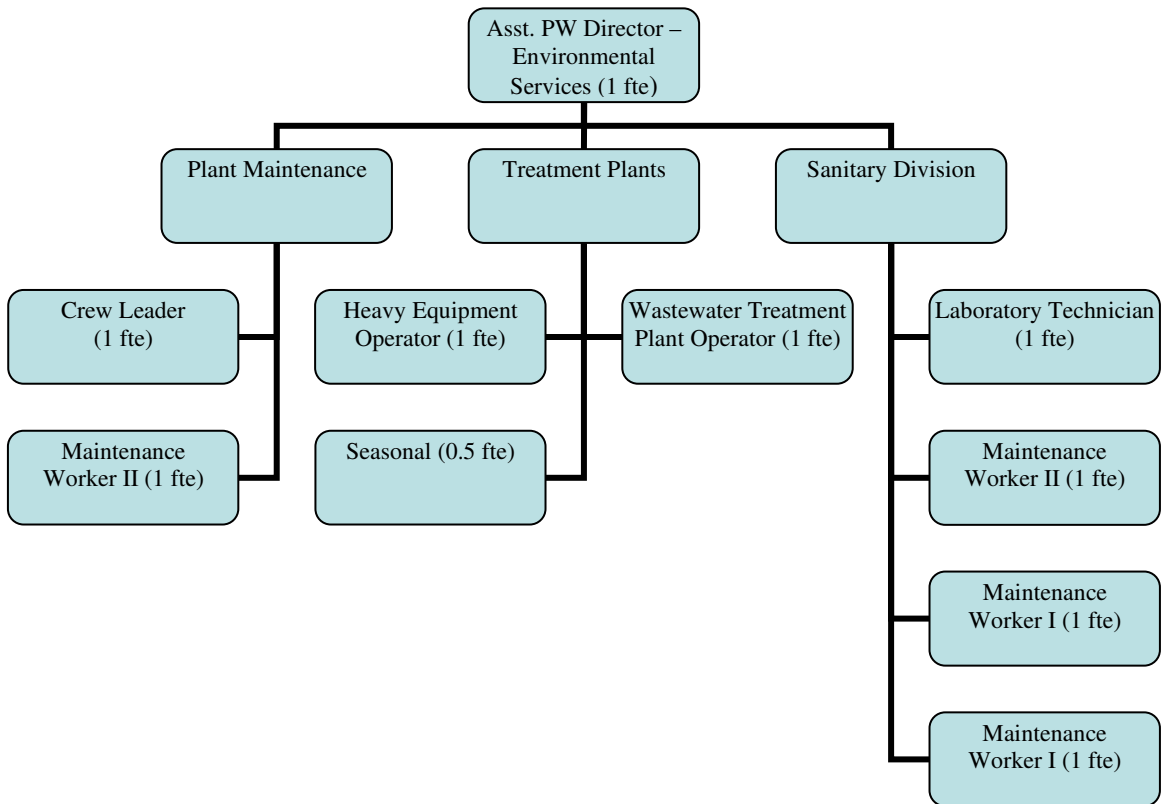 Asst. PW Director –
Environmental
Services (1 fte)
Plant Maintenance
Treatment Plants
Sanitary Division
Crew Leader
(1 fte)
Heavy Equipment
Operator (1 fte)
Wastewater Treatment
Plant Operator (1 fte)
Laboratory Technician
(1 fte)
Maintenance
Worker II (1 fte)
Seasonal (0.5 fte)
Maintenance
Worker II (1 fte)
Maintenance
Worker I (1 fte)
Maintenance
Worker I (1 fte)